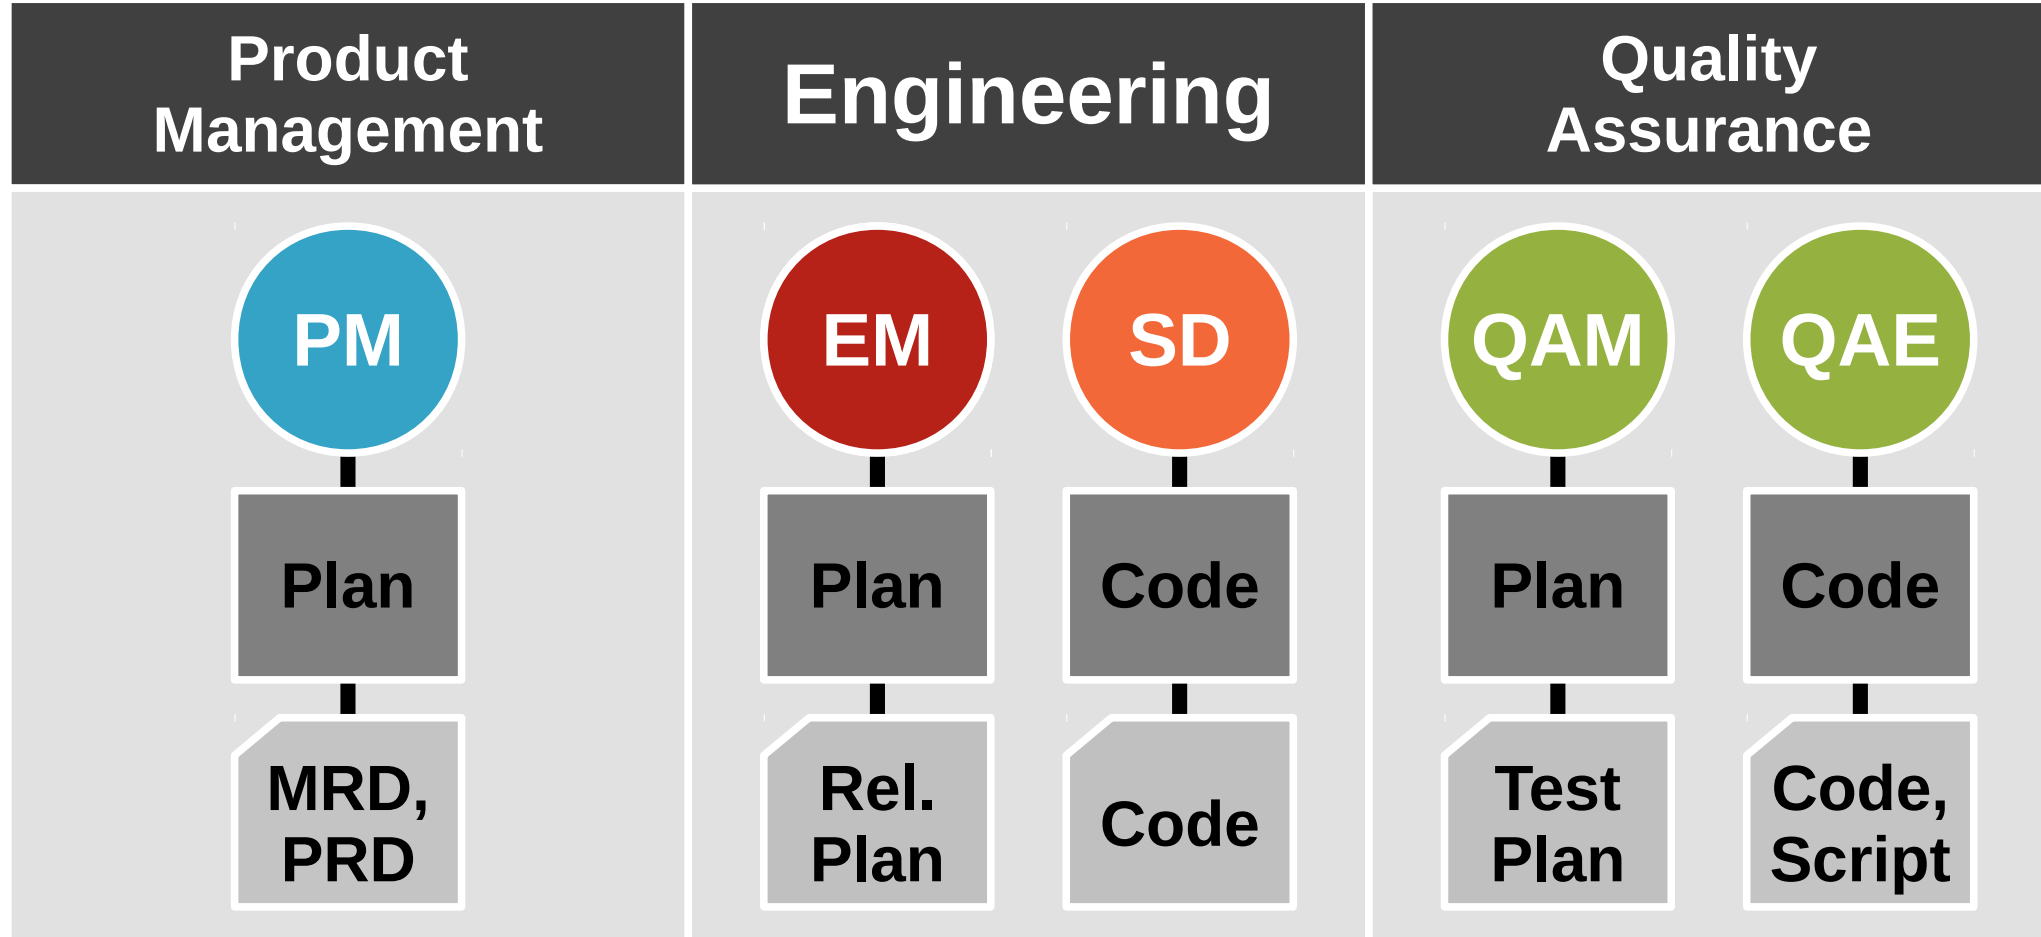 Product
Management
Engineering
Quality
Assurance
PM
EM
SD
QAM
QAE
Plan
Plan
Code
Plan
Code
MRD,
PRD
Rel.
Plan
Code
Test
Plan
Code,
Script